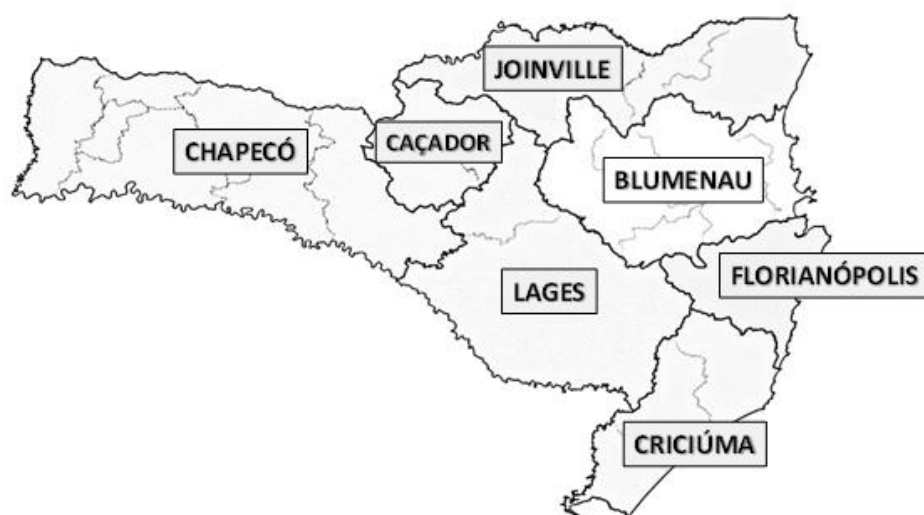 JOINVILLE
CHAPECÓ
CAÇADOR
BLUMENAU
LAGES
FLORIANÓPOLIS
CRICIÚMA